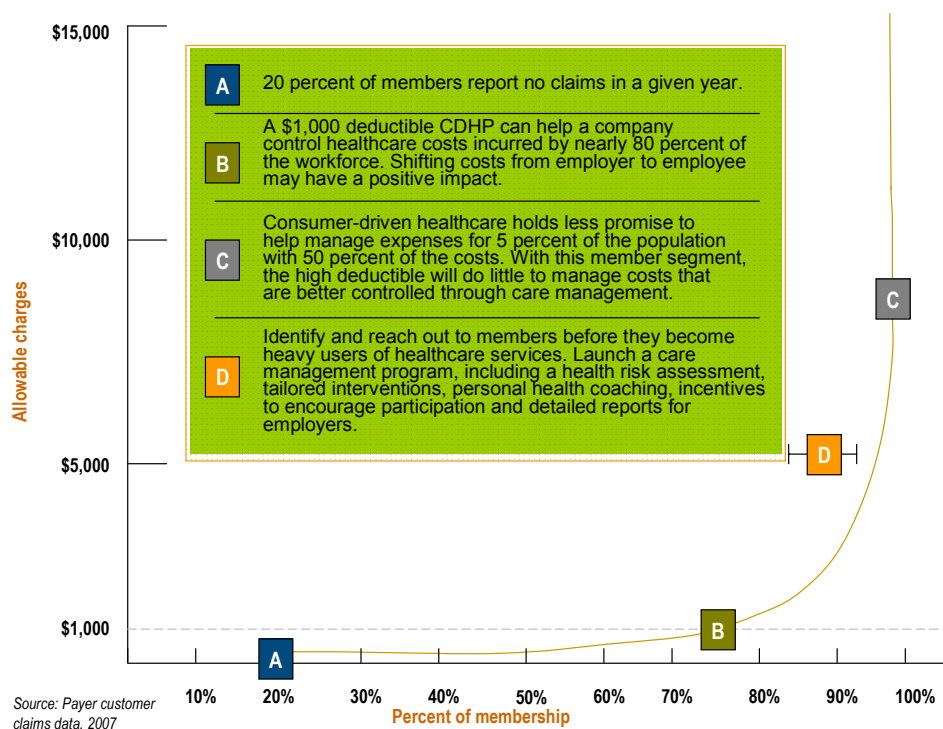 $15,000
A
20 percent of members report no claims in a given year.
B
A $1,000 deductible CDHP can help a company
control healthcare costs incurred by nearly 80 percent of
the workforce. Shifting costs from employer to employee
may have a positive impact.
C
Consumer-driven healthcare holds less promise to
help manage expenses for 5 percent of the population
with 50 percent of the costs. With this member segment,
the high deductible will do little to manage costs that
are better controlled through care management.
D
Identify and reach out to members before they become
heavy users of healthcare services. Launch a care
management program, including a health risk assessment,
tailored interventions, personal health coaching, incentives
to encourage participation and detailed reports for
employers.
$10,000
Allowable charges
C
D
$5,000
$1,000
B
A
10% 20% 30% 40% 50% 60% 70% 80% 90% 100%
Percent of membership
Source: Payer customer
claims data, 2007